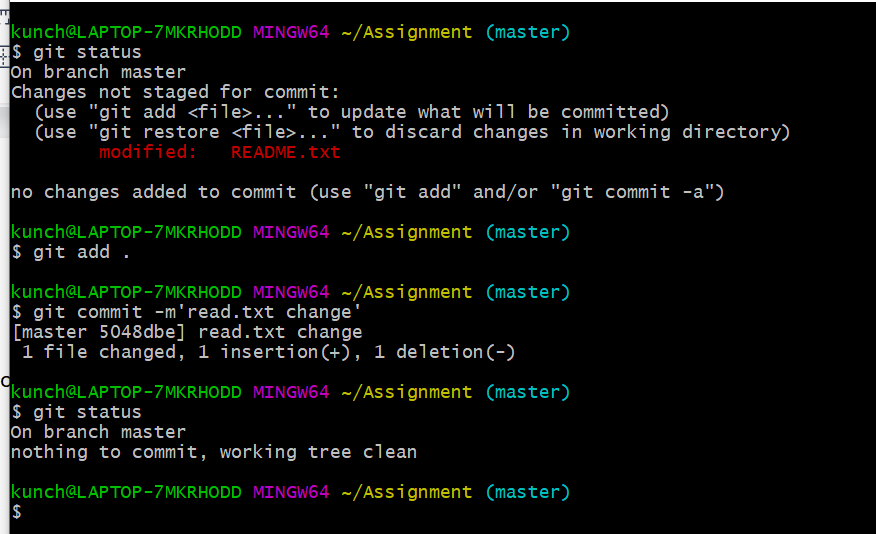 kunch@LAPTOP-7MKRHODD MINGW64 ~/Assignment (master)
$ git status
On branch master
Changes not staged for commit:
  (use "git add <file>..." to update what will be committed)
  (use "git restore <file>..." to discard changes in working directory)
        modified:   README.txt

no changes added to commit (use "git add" and/or "git commit -a")

kunch@LAPTOP-7MKRHODD MINGW64 ~/Assignment (master)
$ git add .

kunch@LAPTOP-7MKRHODD MINGW64 ~/Assignment (master)
$ git commit -m'read.txt change'
[master 5048dbe] read.txt change
 1 file changed, 1 insertion(+), 1 deletion(-)

kunch@LAPTOP-7MKRHODD MINGW64 ~/Assignment (master)
$ git status
On branch master
nothing to commit, working tree clean

kunch@LAPTOP-7MKRHODD MINGW64 ~/Assignment (master)
$